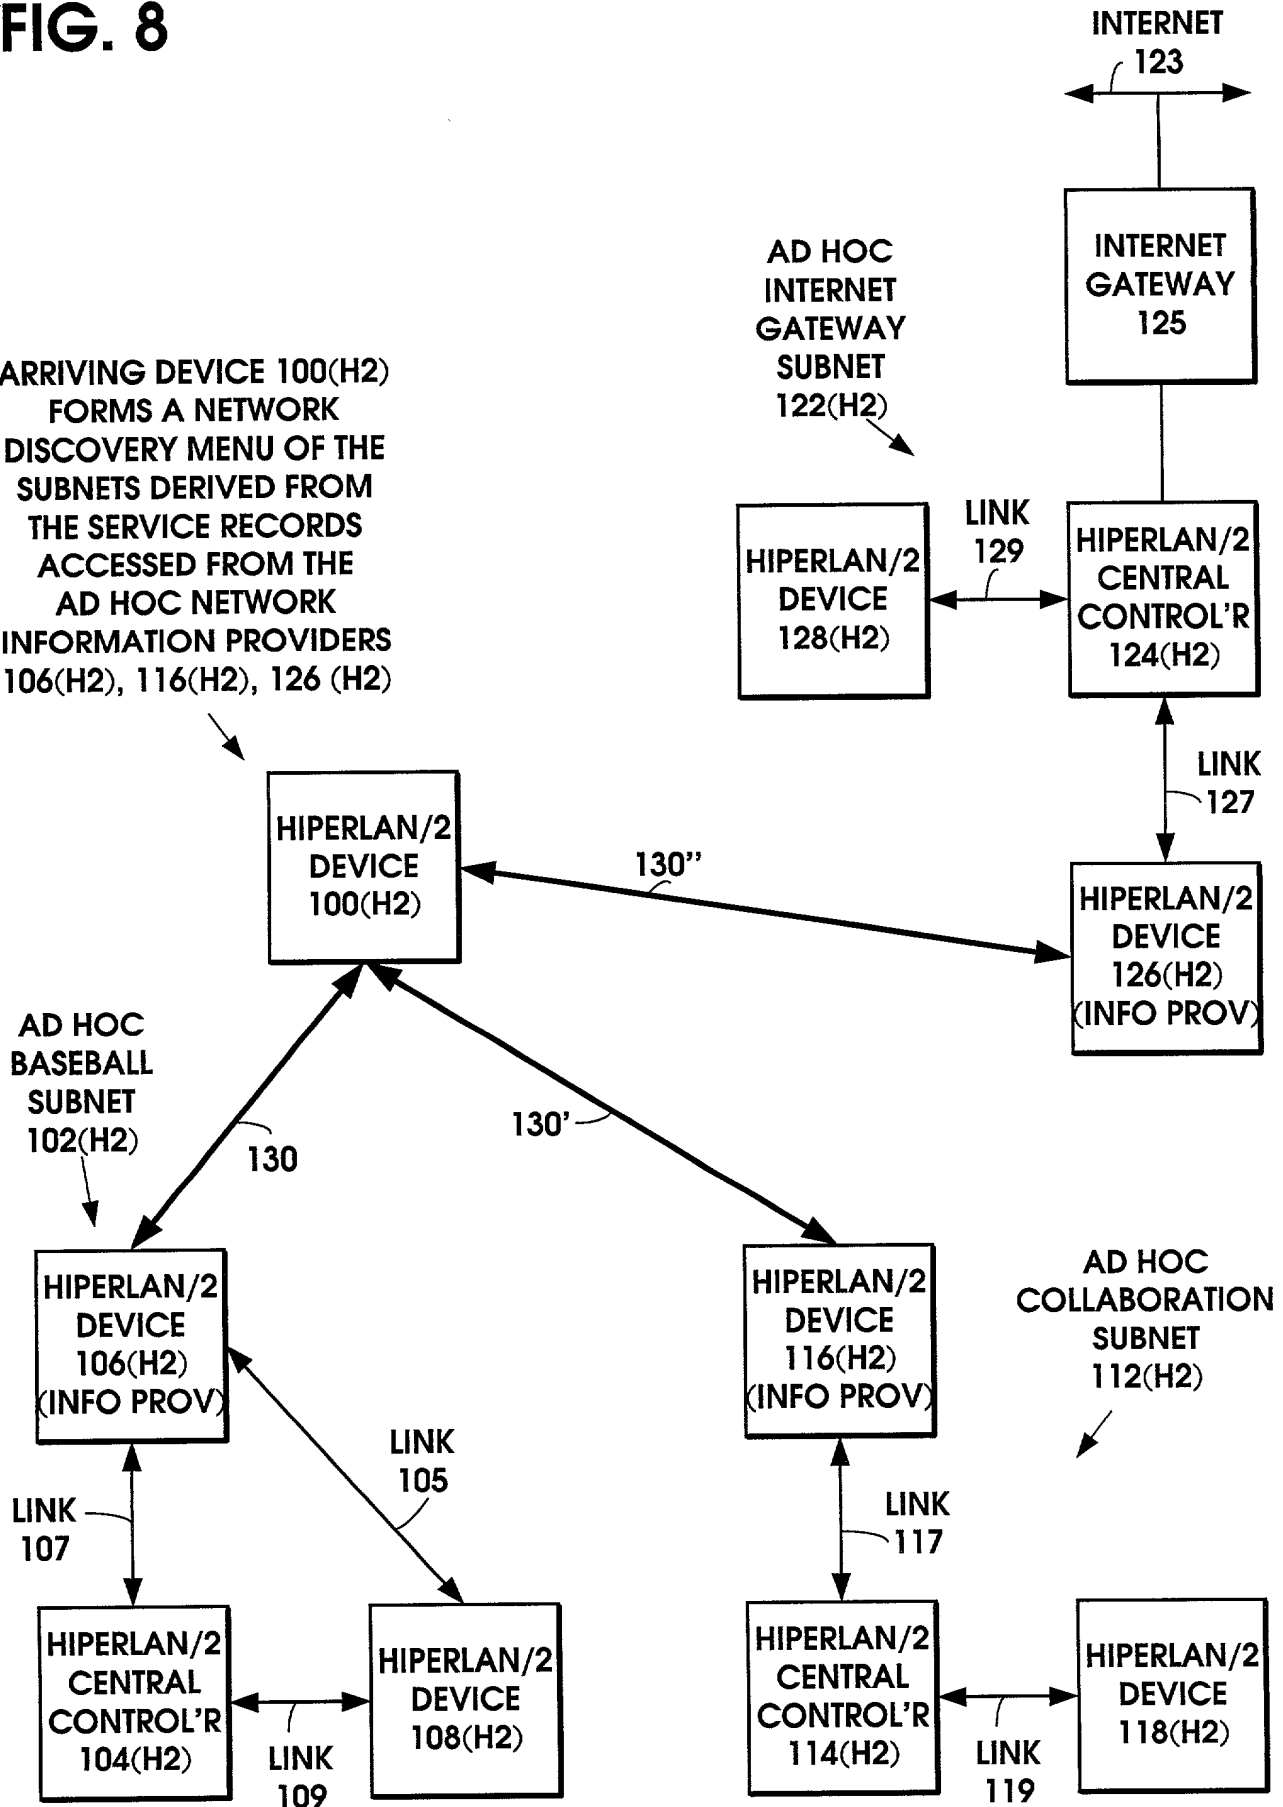 FIG. 8
INTERNET
123
INTERNET
GATEWAY
125
AD HOC
INTERNET
GATEWAY
SUBNET
122(H2)
ARRIVING DEVICE 100(H2)
FORMS A NETWORK
DISCOVERY MENU OF THE
SUBNETS DERIVED FROM
THE SERVICE RECORDS
ACCESSED FROM THE
AD HOC NETWORK
INFORMATION PROVIDERS
106(H2), 116(H2), 126 (H2)
HIPERLAN/2
DEVICE
128(H2)
LINK
129
HIPERLAN/2
CENTRAL
CONTROL'R
124(H2)
LINK
127
HIPERLAN/2
DEVICE
100(H2)
130''
HIPERLAN/2
DEVICE
126(H2)
(INFO PROV)
AD HOC
BASEBALL
SUBNET
102(H2)
130
130'
HIPERLAN/2
DEVICE
106(H2)
(INFO PROV)
HIPERLAN/2
DEVICE
116(H2)
(INFO PROV)
AD HOC
COLLABORATION
SUBNET
112(H2)
LINK
105
LINK
107
LINK
117
HIPERLAN/2
CENTRAL
CONTROL'R
104(H2)
LINK
109
HIPERLAN/2
DEVICE
108(H2)
HIPERLAN/2
CENTRAL
CONTROL'R
114(H2)
LINK
119
HIPERLAN/2
DEVICE
118(H2)